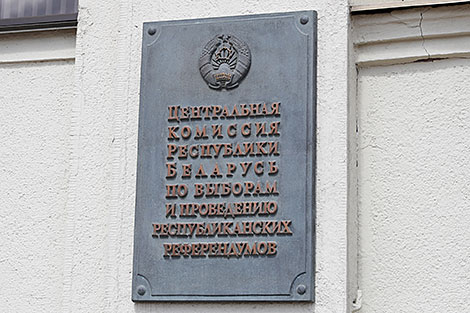 ЦЕНТРАЛЬНАЯ
КОМИССИЯ
РЕСПУБЛИКИ
БЕЛАРУСЬ
ПО ВЫБОРАМ
И ПРОВЕДЕНИЮ
РЕСПУБЛИКАНСКИХ
РЕФЕРЕНДУМОВ